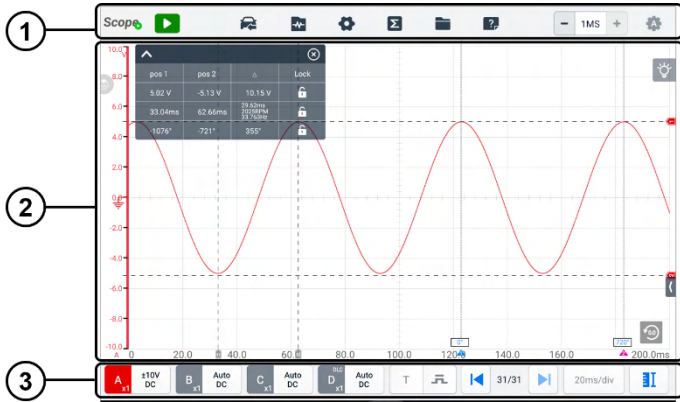 1
Scope
1MS
A
2
10.0
V
8.0
6.0
4.0
2.0
0.0
-2.0
-4.0
-6.0
-8.0
-10.0
pos 1 pos 2 △ Lock
5.02 V -5.13 V 10.15 V
33.04ms 62.66ms 29.62ms
2025RPM
33.763Hz
-1076° -721° 355°
0° 720°
A 0 20.0 40.0 60.0 80.0 100.0 120.0 140.0 160.0 200.0ms
3
A x1 ±10V DC
B x1 Auto DC
C x1 Auto DC
DLC D x1 Auto DC
T 31/31 20ms/div